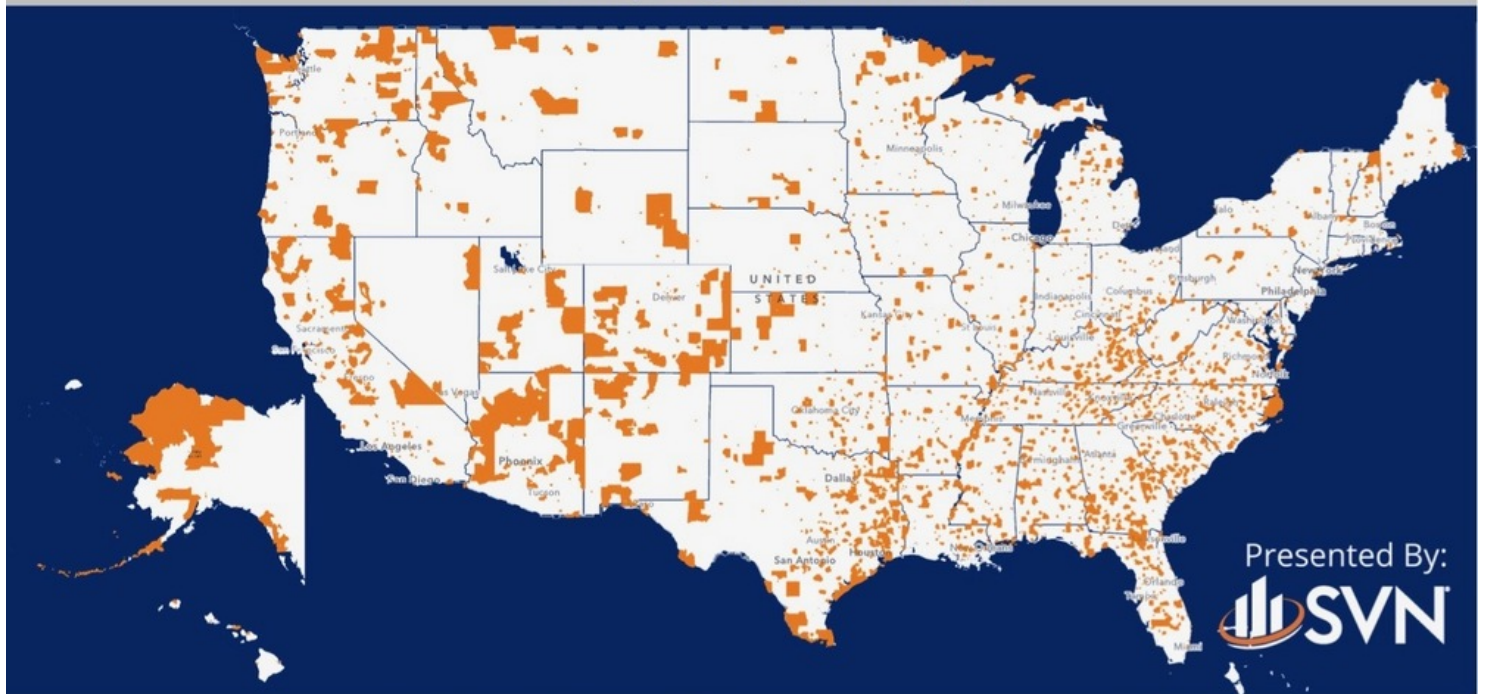 Seattle
Portland
Minneapolis
Milwaukee
Albany
Boston
Chicago
Salt Lake City
UNITED
STATES
Denver
New York
Pittsburgh
Philadelphia
Columbus
Indianapolis
Cincinnati
Kansas City
St Louis
Washington
Sacramento
Louisville
San Francisco
Richmond
Fresno
Norfolk
Las Vegas
Nashville
Knoxville
Raleigh
Oklahoma City
Memphis
Charlotte
Greenville
Los Angeles
Birmingham
Atlanta
Phoenix
San Diego
Dallas
Tucson
Austin
Houston
San Antonio
New Orleans
Orlando
Tampa
Miami
Presented By:
SVN